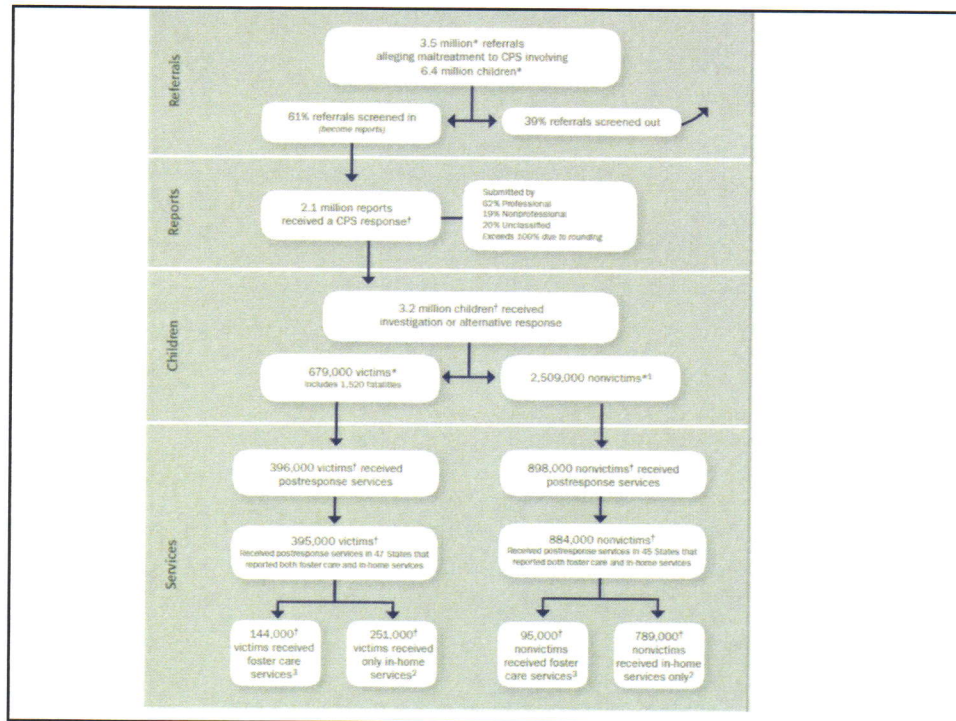 Referrals
3.5 million* referrals
alleging maltreatment to CPS involving
6.4 million children*
61% referrals screened in
(become reports)
39% referrals screened out
Reports
2.1 million reports
received a CPS response†
Submitted by
62% Professional
19% Nonprofessional
20% Unclassified
Exceeds 100% due to rounding
Children
3.2 million children† received
investigation or alternative response
679,000 victims*
Includes 1,520 fatalities
2,509,000 nonvictims*
Services
396,000 victims† received
postresponse services
898,000 nonvictims† received
postresponse services
395,000 victims†
Received postresponse services in 47 States that
reported both foster care and in-home services
884,000 nonvictims†
Received postresponse services in 45 States that
reported both foster care and in-home services
144,000†
victims received
foster care
services³
251,000†
victims received
only in-home
services²
95,000†
nonvictims
received foster
care services³
789,000†
nonvictims
received in-home
services only